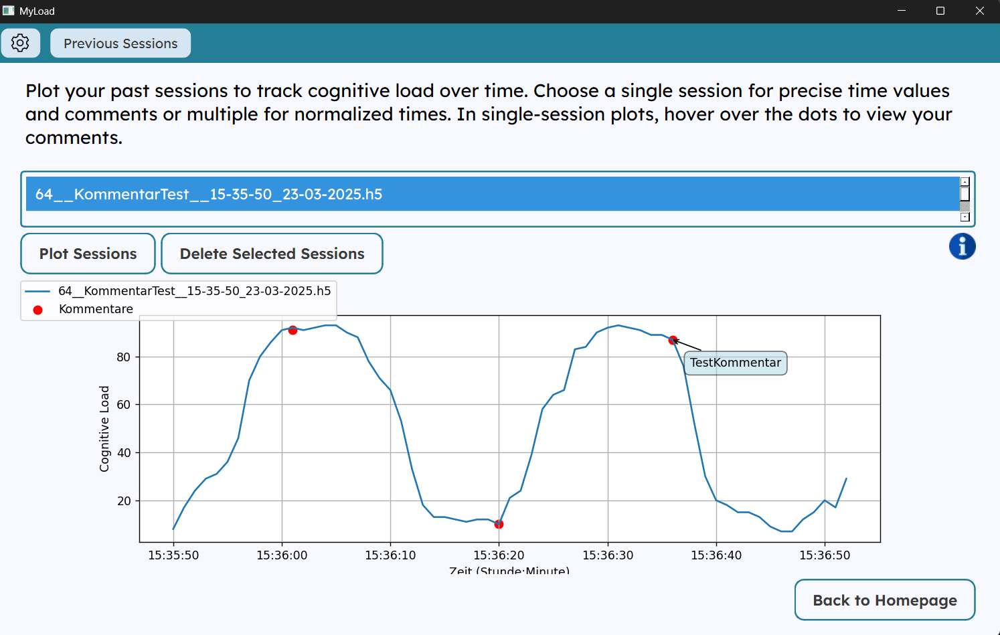 MyLoad
Previous Sessions
Plot your past sessions to track cognitive load over time. Choose a single session for precise time values
and comments or multiple for normalized times. In single-session plots, hover over the dots to view your
comments.
64__KommentarTest__15-35-50_23-03-2025.h5
Plot Sessions
Delete Selected Sessions
64__KommentarTest__15-35-50_23-03-2025.h5
Kommentare
TestKommentar
Cognitive Load
80
60
40
20
15:35:50 15:36:00 15:36:10 15:36:20 15:36:30 15:36:40 15:36:50
Zeit (Stunde:Minute)
Back to Homepage